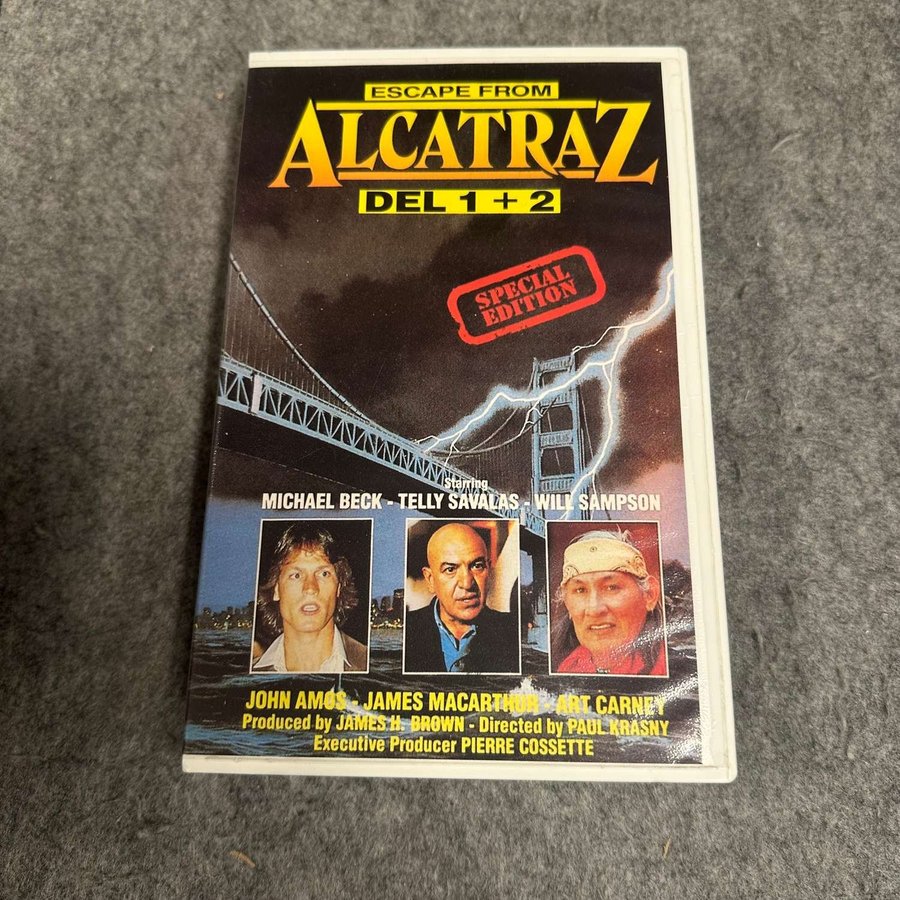 ESCAPE FROM
ALCATRAZ
DEL 1 + 2
SPECIAL
EDITION
Starring
MICHAEL BECK - TELLY SAVALAS - WILL SAMPSON
JOHN AMOS - JAMES MACARTHUR - ART CARNEY
Produced by JAMES H. BROWN - Directed by PAUL KRASNY
Executive Producer PIERRE COSSETTE